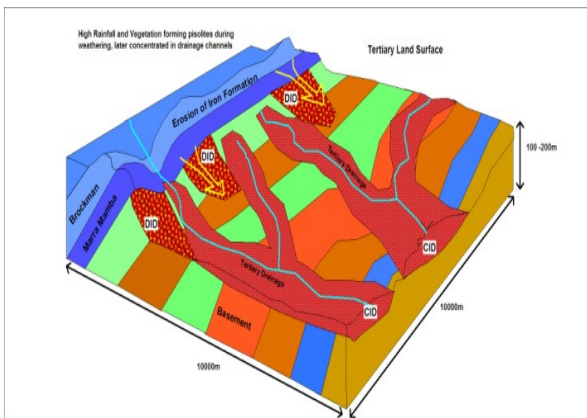 High Rainfall and Vegetation forming pisolites during
weathering, later concentrated in drainage channels
Tertiary Land Surface
Erosion of Iron Formation
DID
DID
DID
Brockman
Marra Mamba
Tertiary Drainage
Tertiary Drainage
CID
CID
Basement
100 -200m
10000m
10000m